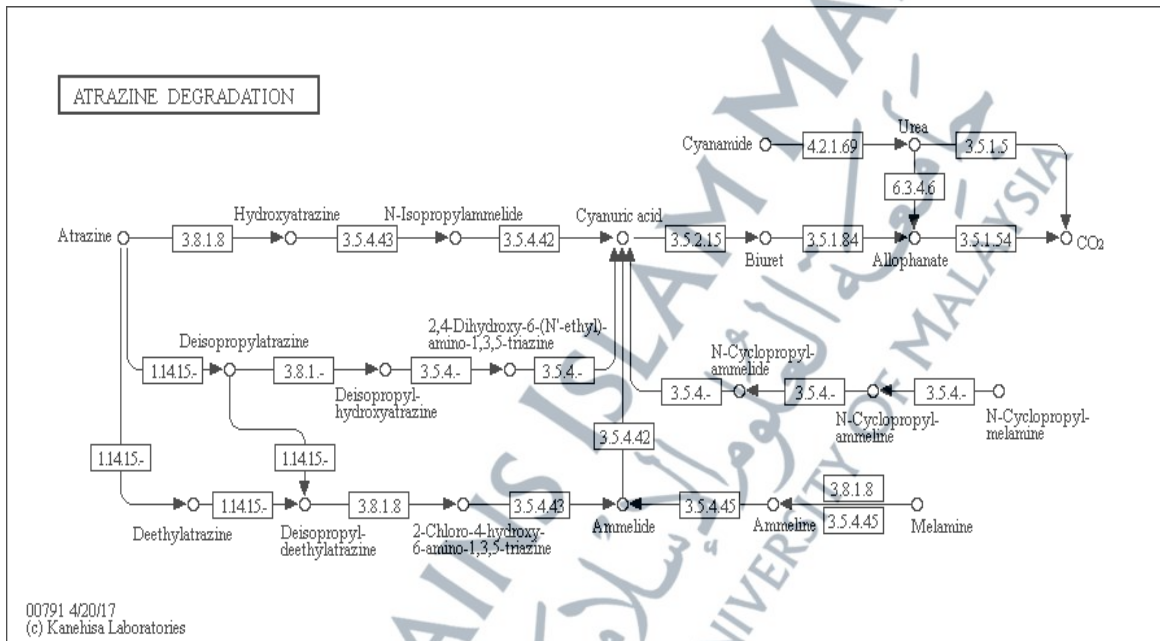 ATRAZINE DEGRADATION
Cyanamide
4.2.1.69
Urea
3.5.1.5
6.3.4.6
Atrazine
3.8.1.8
Hydroxyatrazine
3.5.4.43
N-Isopropylammelide
3.5.4.42
Cyanuric acid
3.5.2.15
Biuret
3.5.1.84
Allophanate
3.5.1.54
CO2
1.14.15.-
Deisopropylatrazine
3.8.1.-
Deisopropyl-
hydroxyatrazine
3.5.4.-
2,4-Dihydroxy-6-(N'-ethyl)-
amino-1,3,5-triazine
3.5.4.-
3.5.4.-
N-Cyclopropyl-
ammelide
3.5.4.-
N-Cyclopropyl-
ammeline
3.5.4.-
N-Cyclopropyl-
melamine
1.14.15.-
1.14.15.-
3.5.4.42
Deethylatrazine
1.14.15.-
Deisopropyl-
deethylatrazine
3.8.1.8
2-Chloro-4-hydroxy-
6-amino-1,3,5-triazine
3.5.4.43
Ammelide
3.5.4.45
Ammeline
3.8.1.8
3.5.4.45
Melamine
00791 4/20/17
(c) Kanehisa Laboratories
AINS ISLAM MA
UNIVERSITY OF MALAYSIA